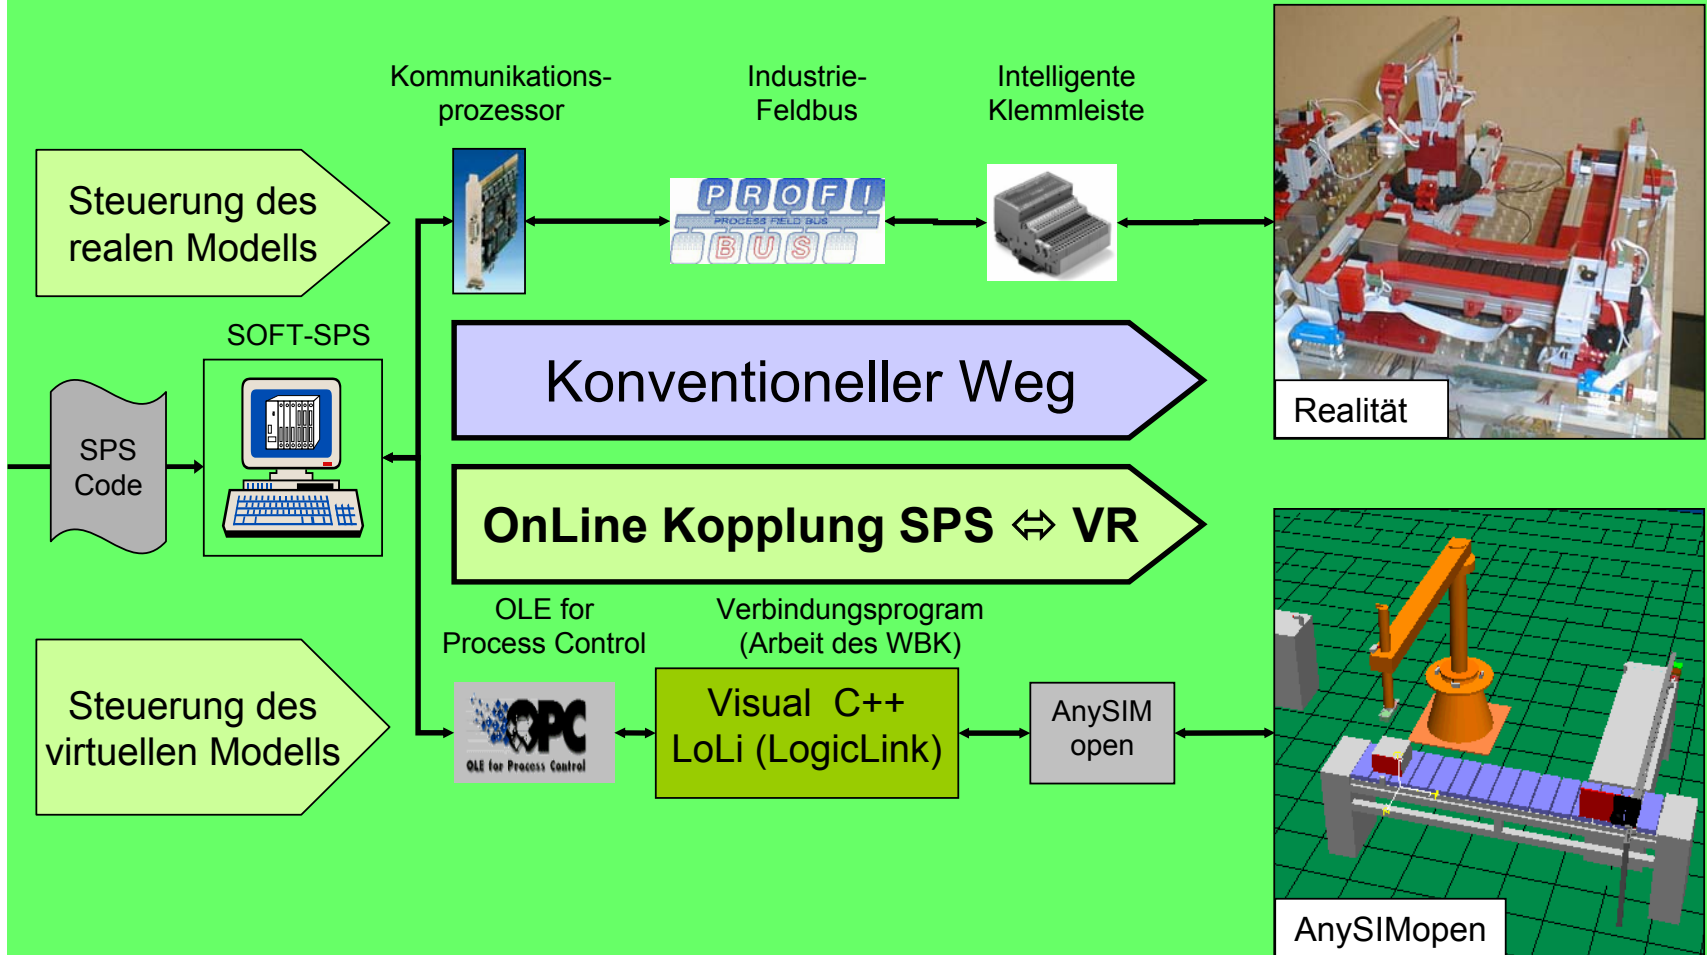 Kommunikations-
prozessor
Industrie-
Feldbus
Intelligente
Klemmleiste
Steuerung des
realen Modells
PROFI
PROCESS FIELD BUS
BUS
SOFT-SPS
Konventioneller Weg
Realität
SPS
Code
OnLine Kopplung SPS ⇔ VR
OLE for
Process Control
Verbindungsprogram
(Arbeit des WBK)
Steuerung des
virtuellen Modells
OPC
OLE for Process Control
Visual C++
LoLi (LogicLink)
AnySIM
open
AnySIMopen